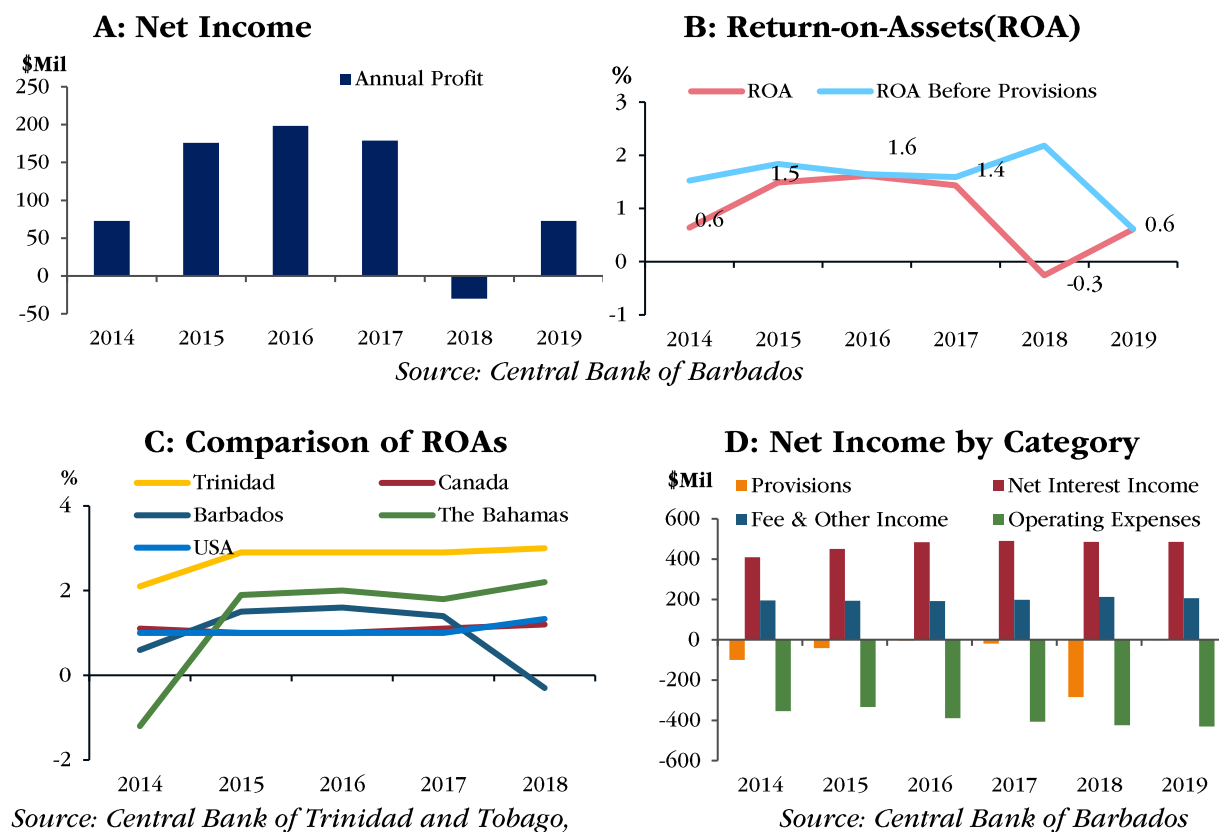 A: Net Income
$Mil
Annual Profit
250
200
150
100
50
0
-50
2014 2015 2016 2017 2018 2019
B: Return-on-Assets(ROA)
%
ROA ROA Before Provisions
3
2
1
0
-1
0.6
1.5
1.6
1.4
-0.3
0.6
2014 2015 2016 2017 2018 2019
Source: Central Bank of Barbados
C: Comparison of ROAs
%
Trinidad Canada
Barbados The Bahamas
USA
4
2
0
-2
2014 2015 2016 2017 2018
Source: Central Bank of Trinidad and Tobago,
D: Net Income by Category
$Mil
Provisions Net Interest Income
Fee & Other Income Operating Expenses
600
400
200
0
-200
-400
-600
2014 2015 2016 2017 2018 2019
Source: Central Bank of Barbados